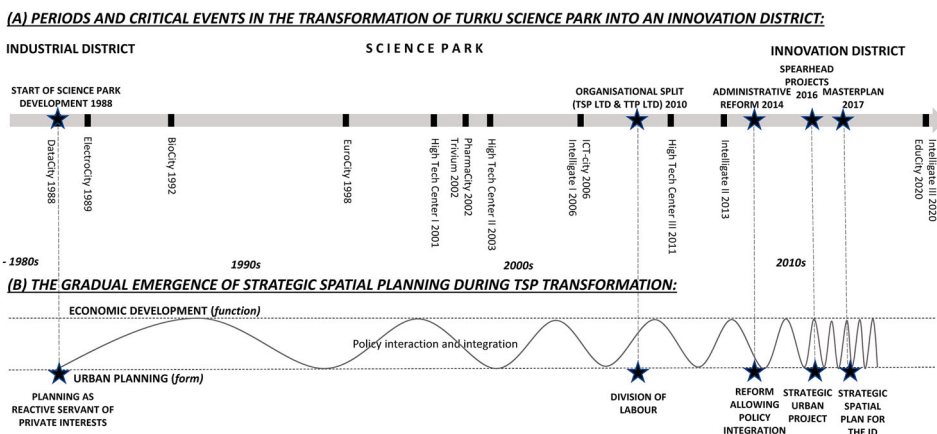 (A) PERIODS AND CRITICAL EVENTS IN THE TRANSFORMATION OF TURKU SCIENCE PARK INTO AN INNOVATION DISTRICT:
INDUSTRIAL DISTRICT
SCIENCE PARK
INNOVATION DISTRICT
START OF SCIENCE PARK
DEVELOPMENT 1988
ORGANISATIONAL SPLIT
(TSP LTD & TTP LTD) 2010
ADMINISTRATIVE
REFORM 2014
SPEARHEAD
PROJECTS
2016
MASTERPLAN
2017
DataCity 1988
ElectroCity 1989
BioCity 1992
EuroCity 1998
High Tech Center I 2001
Trivium 2002
PharmaCity 2002
High Tech Center II 2003
Intelligate I 2006
ICT-city 2006
High Tech Center III 2011
Intelligate II 2013
EduCity 2020
Intelligate III 2020
- 1980s
1990s
2000s
2010s
(B) THE GRADUAL EMERGENCE OF STRATEGIC SPATIAL PLANNING DURING TSP TRANSFORMATION:
ECONOMIC DEVELOPMENT (function)
Policy interaction and integration
URBAN PLANNING (form)
PLANNING AS
REACTIVE SERVANT OF
PRIVATE INTERESTS
DIVISION OF
LABOUR
REFORM
ALLOWING
POLICY
INTEGRATION
STRATEGIC
URBAN
PROJECT
STRATEGIC
SPATIAL
PLAN FOR
THE ID